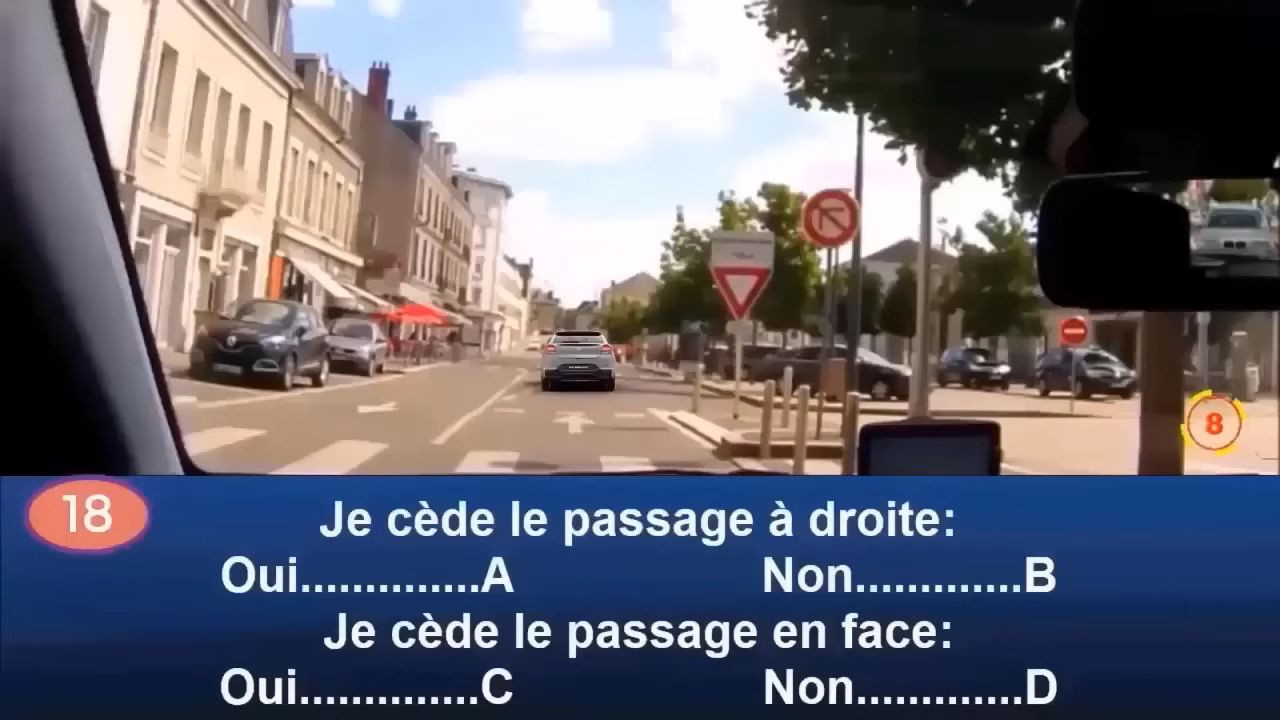 8
18
Je cède le passage à droite:
Oui..............A Non.............B
Je cède le passage en face:
Oui..............C Non.............D